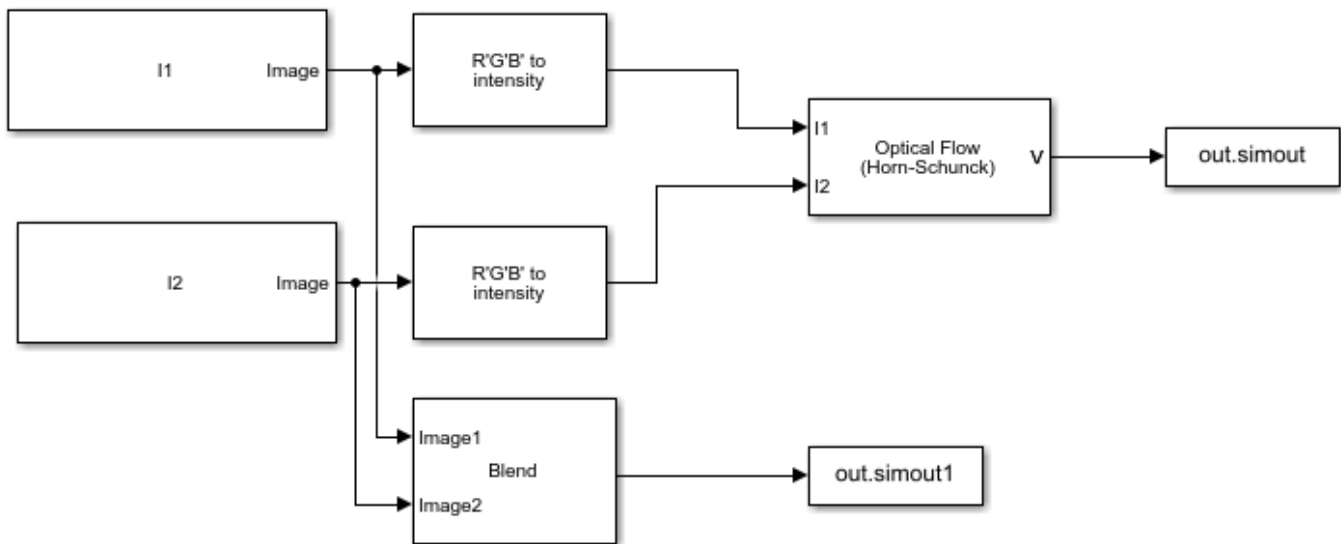 I1
Image
R'G'B' to
intensity
I1
I2
Optical Flow
(Horn-Schunck)
V
out.simout
I2
Image
R'G'B' to
intensity
Image1
Image2
Blend
out.simout1